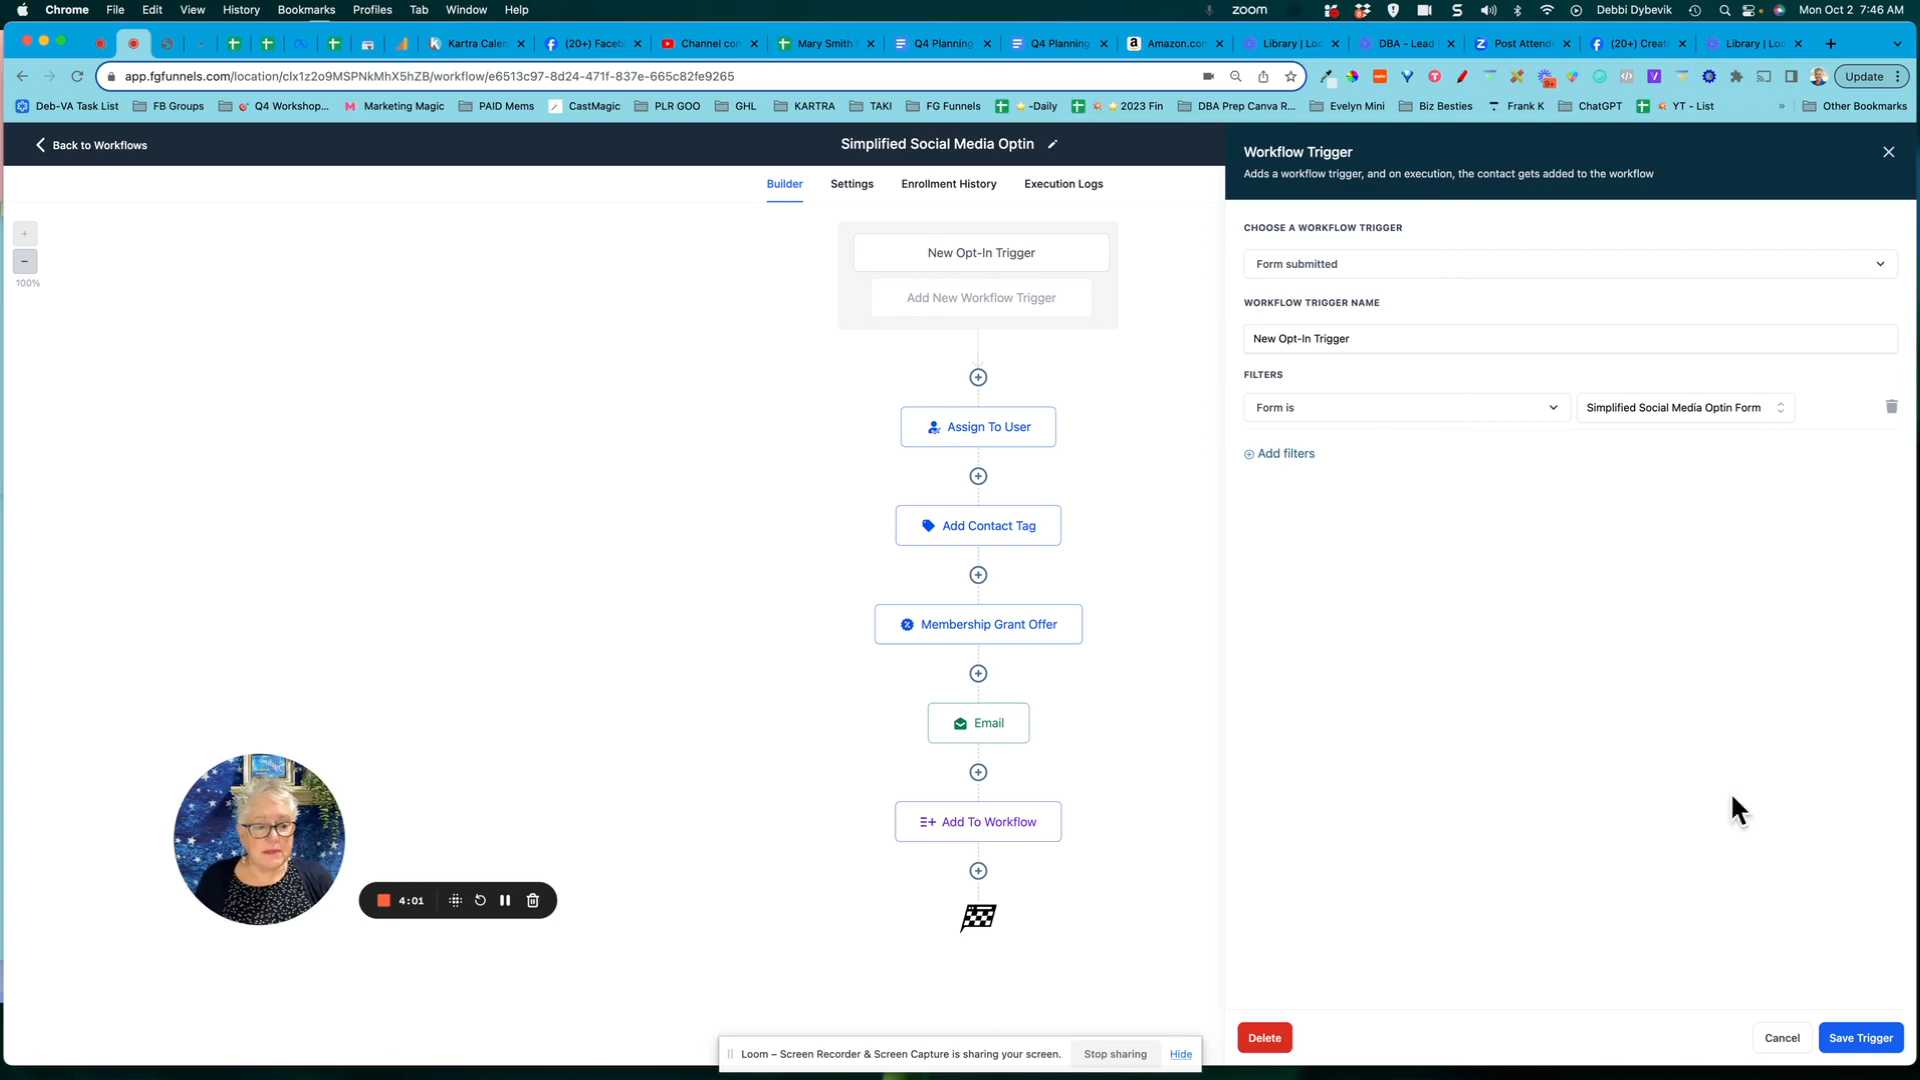 Chrome File Edit View History Bookmarks Profiles Tab Window Help
zoom Debbi Dybevik Mon Oct 2 7:46 AM
Kartra Calen (20+) Faceb Channel con Mary Smith Q4 Planning Q4 Planning Amazon.con Library | Loo DBA - Lead Post Attend (20+) Creat Library | Loo
app.fgfunnels.com/location/clx1z2o9MSPNkMhX5hZB/workflow/e6513c97-8d24-471f-837e-665c82fe9265 Update
Deb-VA Task List FB Groups Q4 Workshop... Marketing Magic PAID Mems CastMagic PLR GOO GHL KARTRA TAKI FG Funnels -Daily 2023 Fin DBA Prep Canva R... Evelyn Mini Biz Besties Frank K ChatGPT YT - List » Other Bookmarks
Back to Workflows
Simplified Social Media Optin
Builder Settings Enrollment History Execution Logs
100%
New Opt-In Trigger
Add New Workflow Trigger
Assign To User
Add Contact Tag
Membership Grant Offer
Email
Add To Workflow
4:01
Workflow Trigger
Adds a workflow trigger, and on execution, the contact gets added to the workflow
CHOOSE A WORKFLOW TRIGGER
Form submitted
WORKFLOW TRIGGER NAME
New Opt-In Trigger
FILTERS
Form is Simplified Social Media Optin Form
Add filters
Delete Cancel Save Trigger
Loom – Screen Recorder & Screen Capture is sharing your screen. Stop sharing Hide